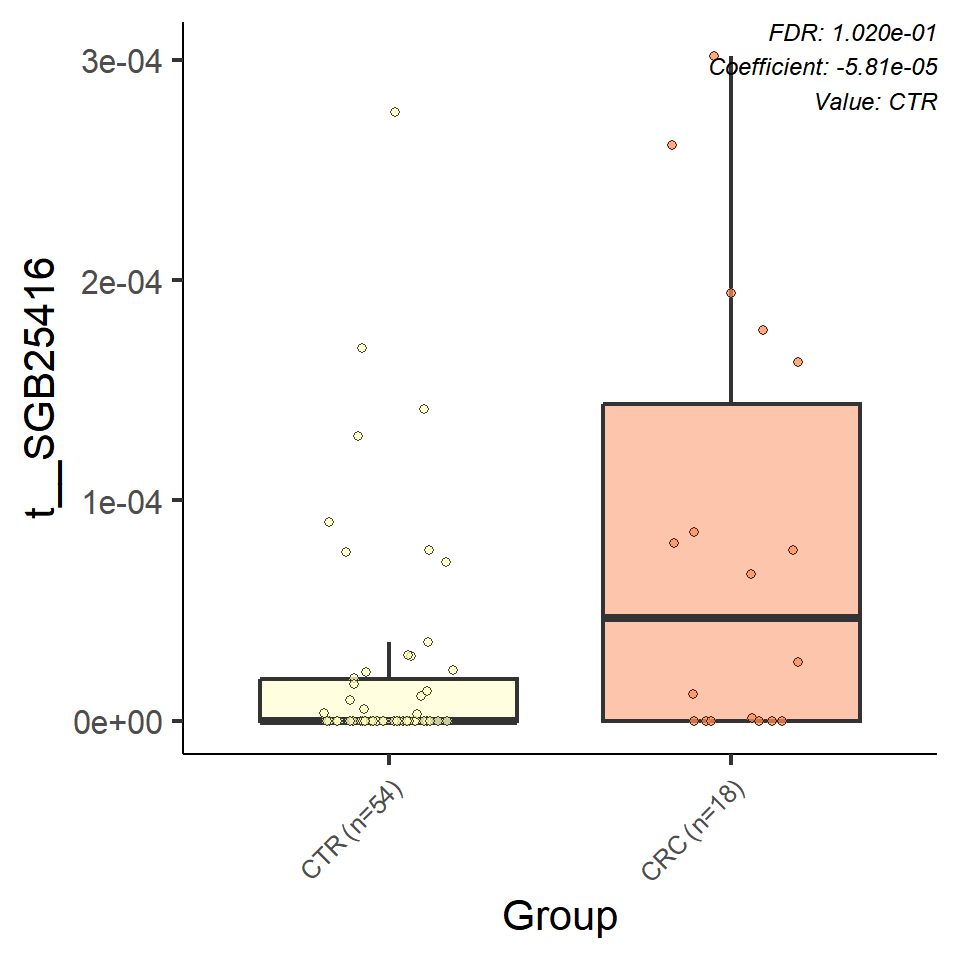 FDR: 1.020e-01
Coefficient: -5.81e-05
Value: CTR
3e-04
2e-04
1e-04
0e+00
t__SGB25416
CTR (n=54)
CRC (n=18)
Group